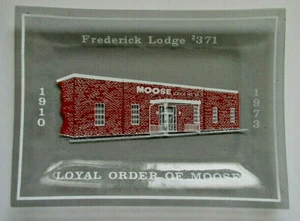 Frederick Lodge #371
1910
MOOSE
1973
LOYAL ORDER OF MOOSE